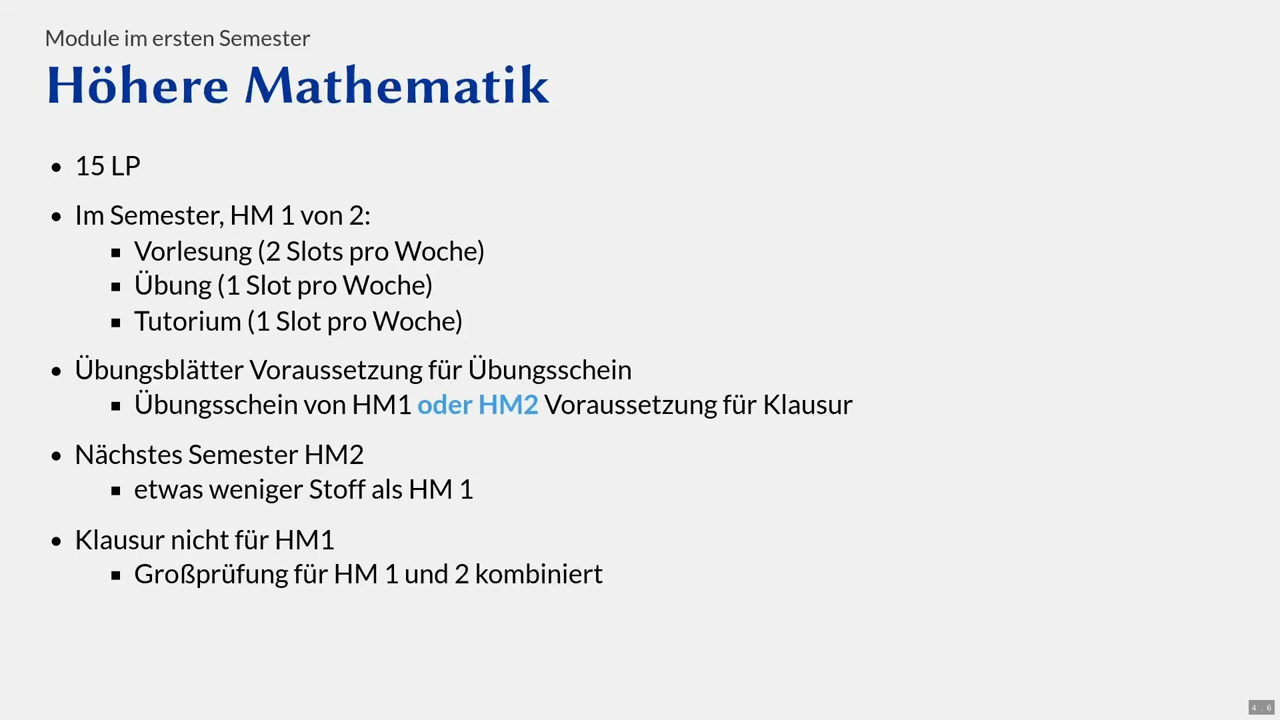 Module im ersten Semester
Höhere Mathematik
• 15 LP
• Im Semester, HM 1 von 2:
▪ Vorlesung (2 Slots pro Woche)
▪ Übung (1 Slot pro Woche)
▪ Tutorium (1 Slot pro Woche)
• Übungsblätter Voraussetzung für Übungsschein
▪ Übungsschein von HM1 oder HM2 Voraussetzung für Klausur
• Nächstes Semester HM2
▪ etwas weniger Stoff als HM 1
• Klausur nicht für HM1
▪ Großprüfung für HM 1 und 2 kombiniert
4 . 6